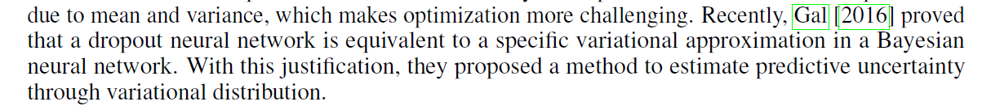 due to mean and variance, which makes optimization more challenging. Recently, Gal [2016] proved
that a dropout neural network is equivalent to a specific variational approximation in a Bayesian
neural network. With this justification, they proposed a method to estimate predictive uncertainty
through variational distribution.